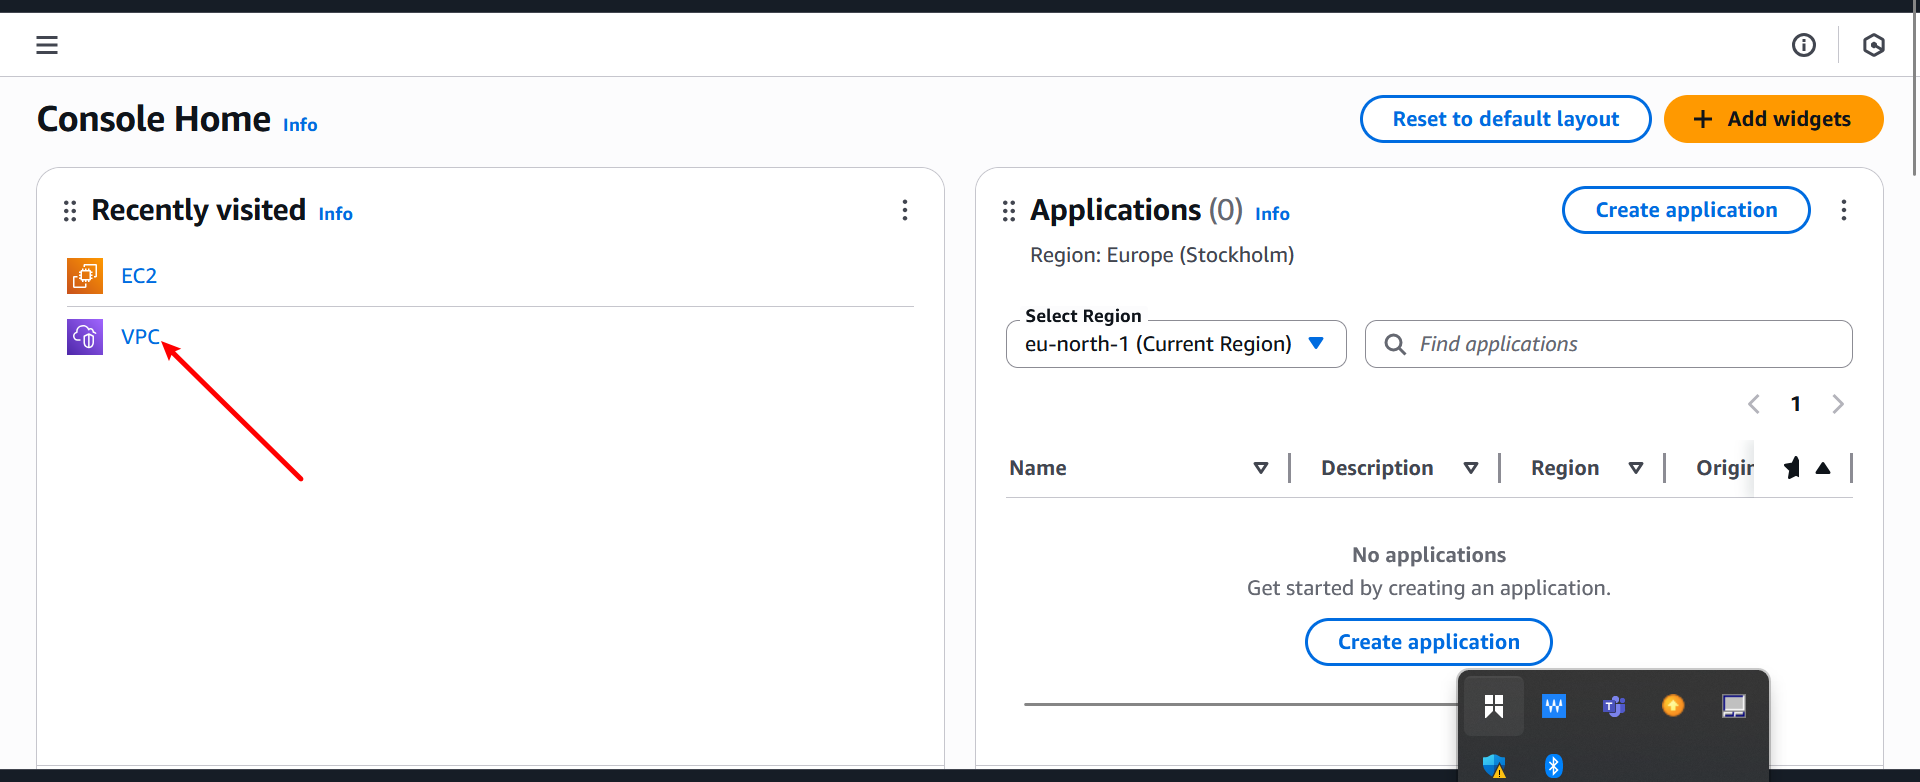 Console Home Info
Reset to default layout
Add widgets
Recently visited Info
EC2
VPC
Applications (0) Info
Create application
Region: Europe (Stockholm)
Select Region
eu-north-1 (Current Region)
Find applications
1
Name
Description
Region
Origin
No applications
Get started by creating an application.
Create application